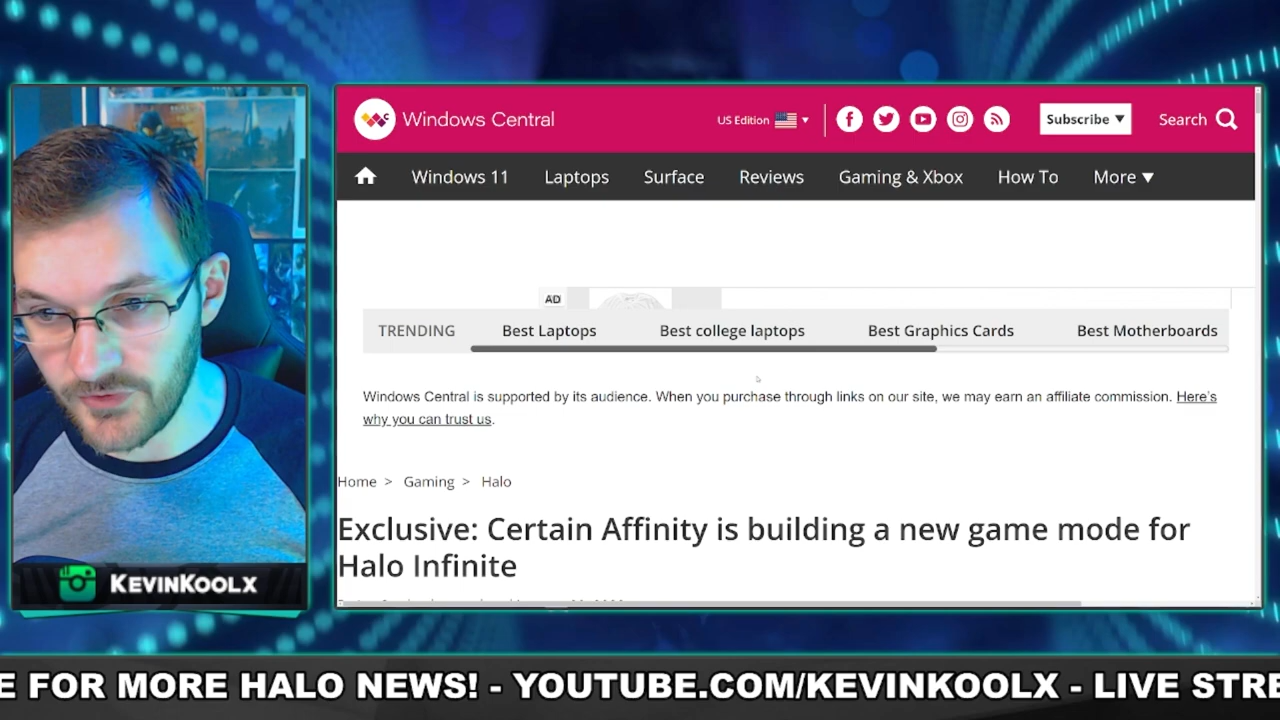 Windows Central
US Edition
Subscribe
Search
Windows 11 Laptops Surface Reviews Gaming & Xbox How To More
AD
TRENDING Best Laptops Best college laptops Best Graphics Cards Best Motherboards
Windows Central is supported by its audience. When you purchase through links on our site, we may earn an affiliate commission. Here's
why you can trust us.
Home > Gaming > Halo
Exclusive: Certain Affinity is building a new game mode for
Halo Infinite
KEVINKOOLX
E FOR MORE HALO NEWS! - YOUTUBE.COM/KEVINKOOLX - LIVE STRE